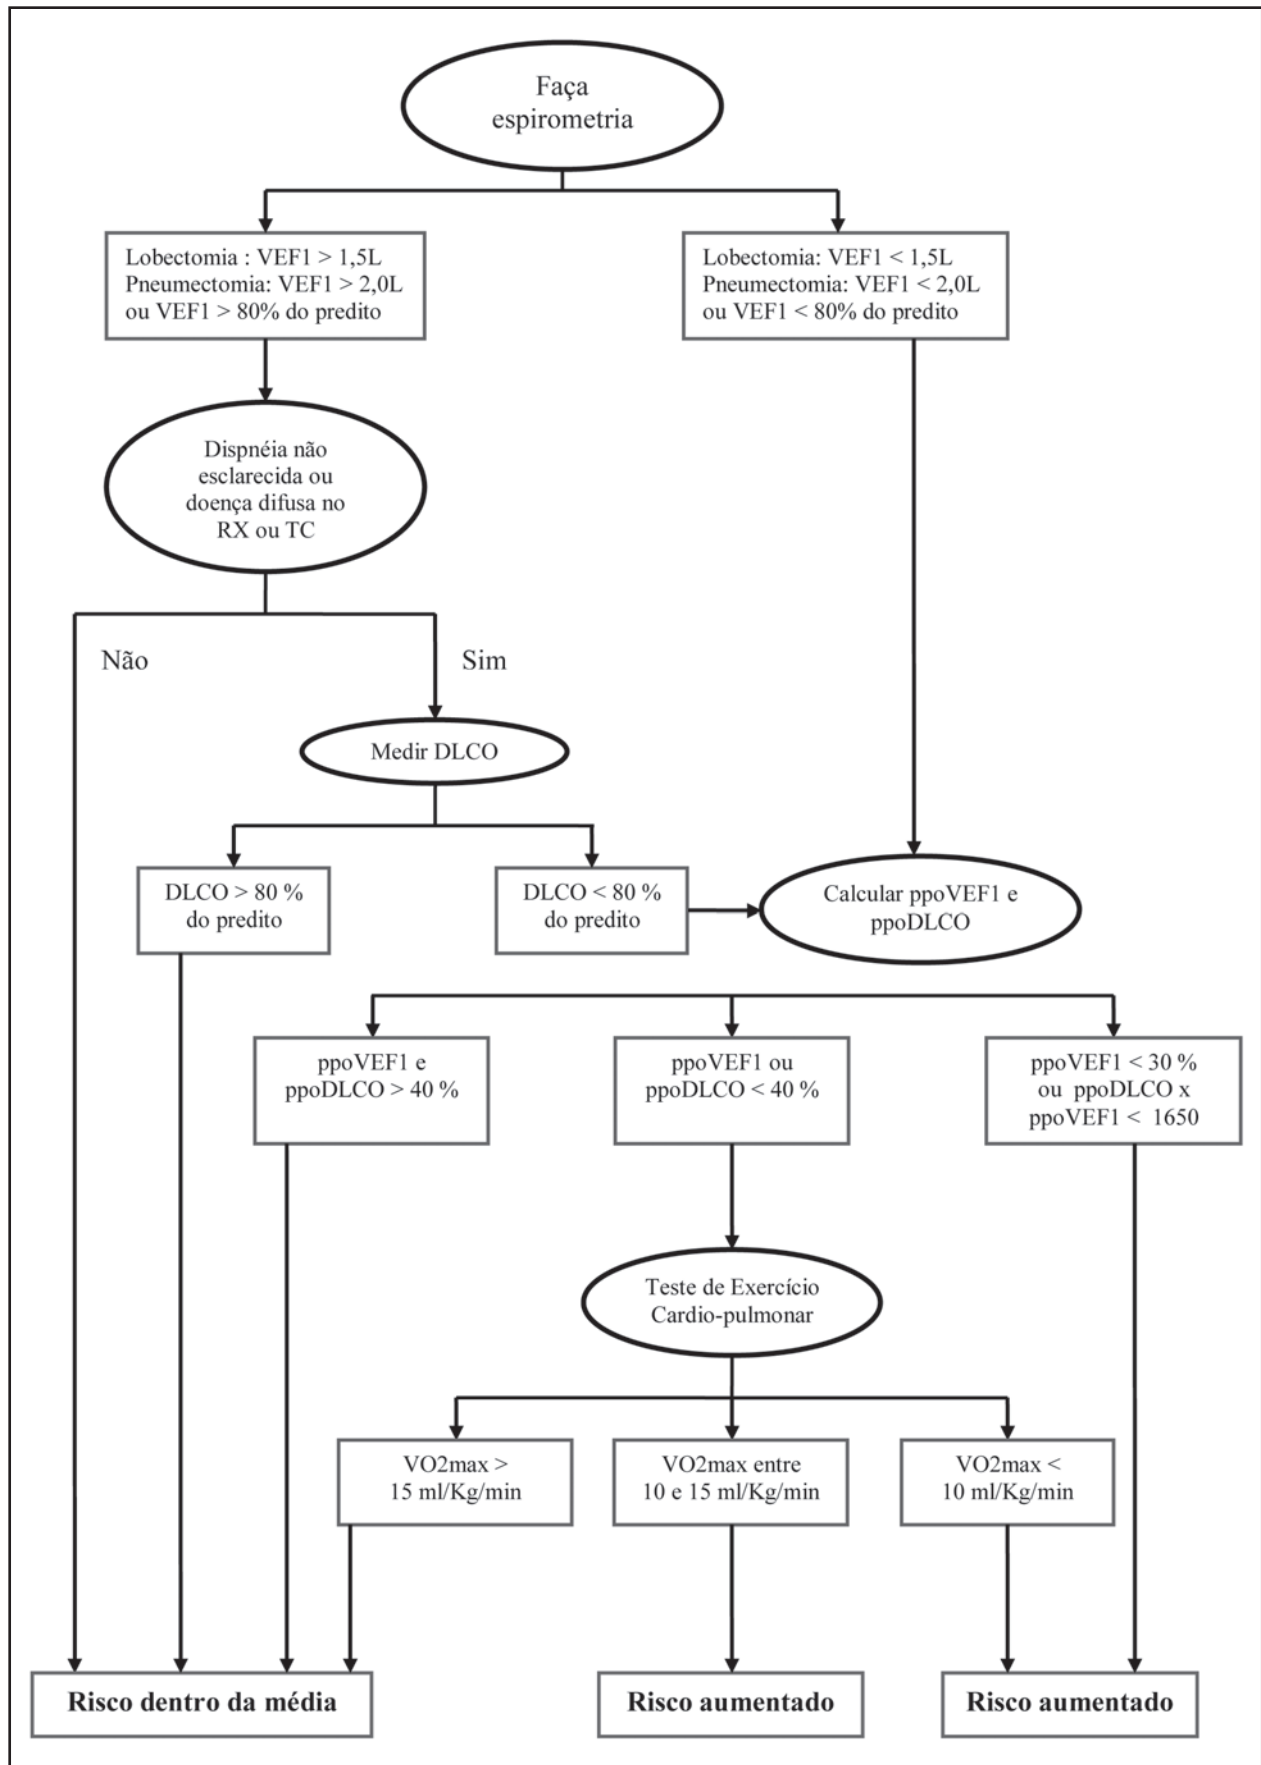 Faça
espirometria
Lobectomia : VEF1 > 1,5L
Pneumectomia: VEF1 > 2,0L
ou VEF1 > 80% do predito
Lobectomia: VEF1 < 1,5L
Pneumectomia: VEF1 < 2,0L
ou VEF1 < 80% do predito
Dispnéia não
esclarecida ou
doença difusa no
RX ou TC
Não
Sim
Medir DLCO
DLCO > 80 %
do predito
DLCO < 80 %
do predito
Calcular ppoVEF1 e
ppoDLCO
ppoVEF1 e
ppoDLCO > 40 %
ppoVEF1 ou
ppoDLCO < 40 %
ppoVEF1 < 30 %
ou ppoDLCO x
ppoVEF1 < 1650
Teste de Exercício
Cardio-pulmonar
VO2max >
15 ml/Kg/min
VO2max entre
10 e 15 ml/Kg/min
VO2max <
10 ml/Kg/min
Risco dentro da média
Risco aumentado
Risco aumentado